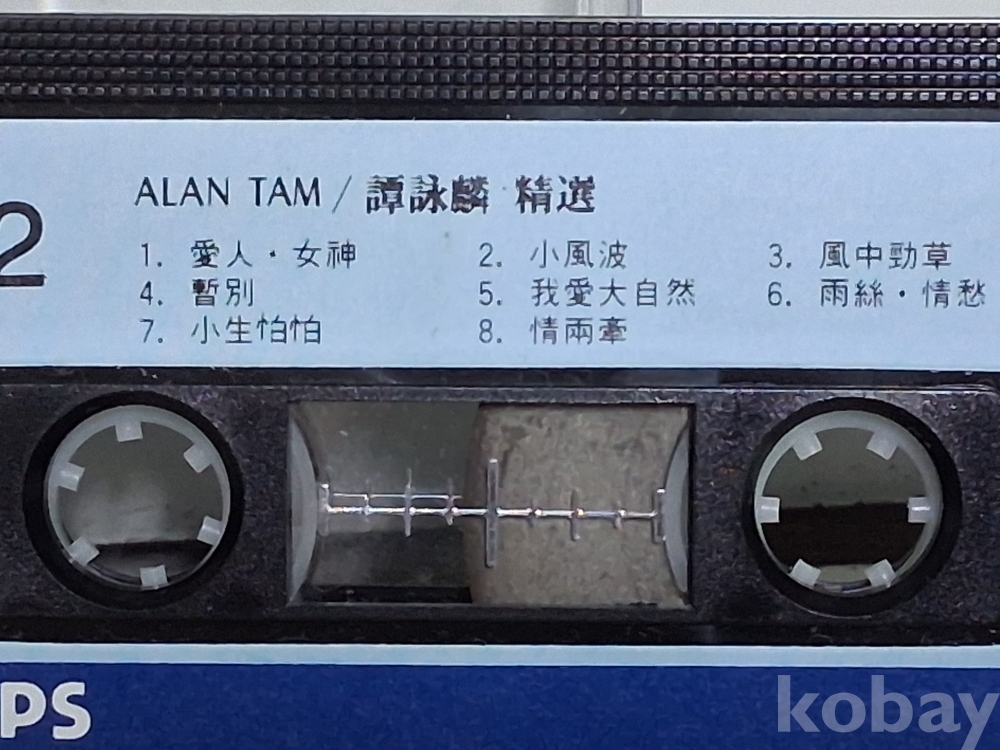 2
ALAN TAM / 譚詠麟 精選
1. 愛人・女神 2. 小風波 3. 風中勁草
4. 暫別 5. 我愛大自然 6. 雨絲・情愁
7. 小生怕怕 8. 情兩牽
PS
kobay